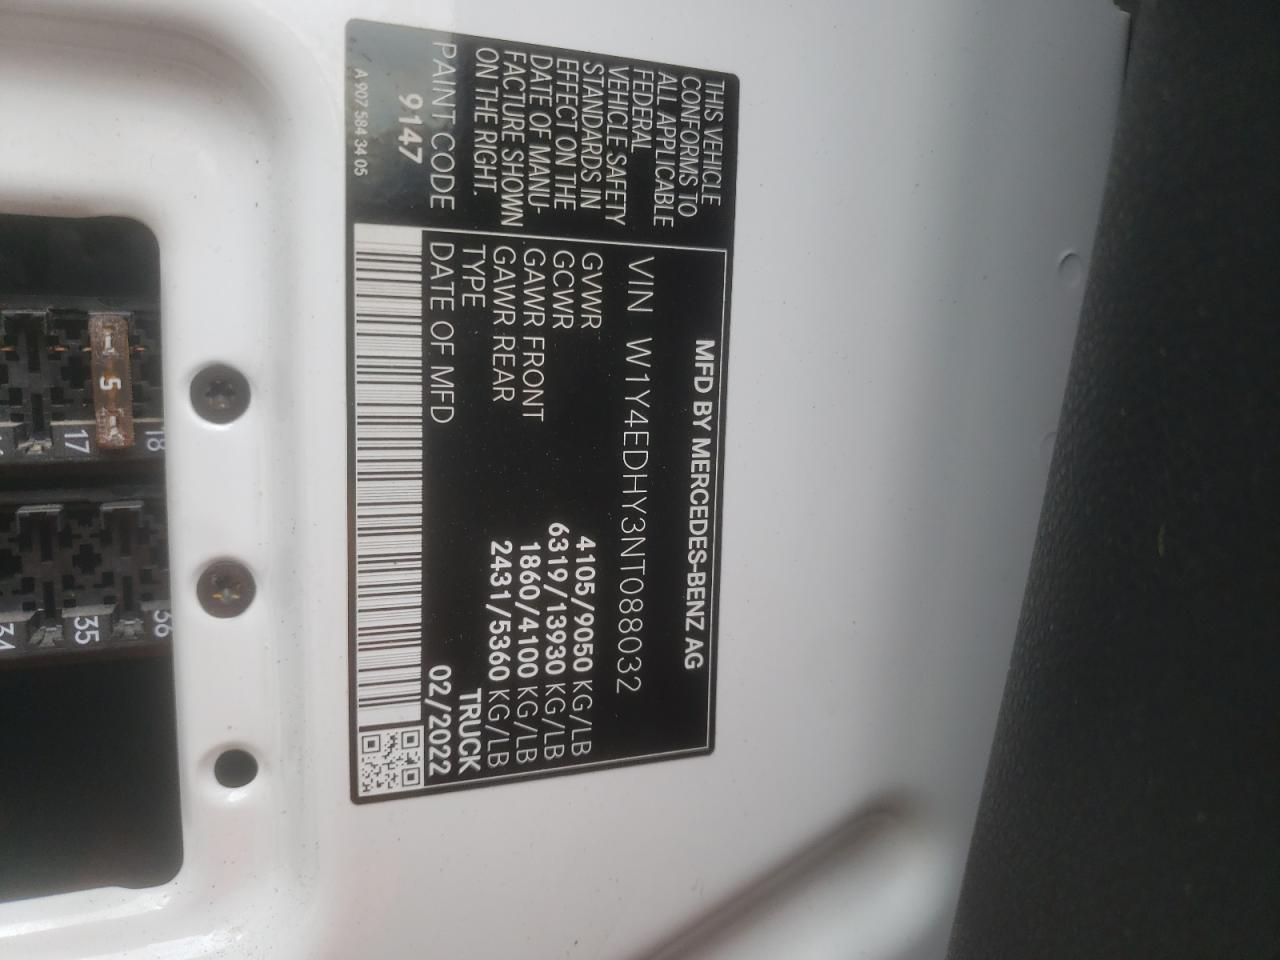 THIS VEHICLE
CONFORMS TO
ALL APPLICABLE
FEDERAL
VEHICLE SAFETY
STANDARDS IN
EFFECT ON THE
DATE OF MANU-
FACTURE SHOWN
ON THE RIGHT.
PAINT CODE
9147
A 907 584 34 05
MFD BY MERCEDES-BENZ AG
VIN W1Y4EDHY3NT088032
GVWR 4105/9050 KG/LB
GCWR 6319/13930 KG/LB
GAWR FRONT 1860/4100 KG/LB
GAWR REAR 2431/5360 KG/LB
TYPE TRUCK
DATE OF MFD 02/2022
5
17
18
34
35
36